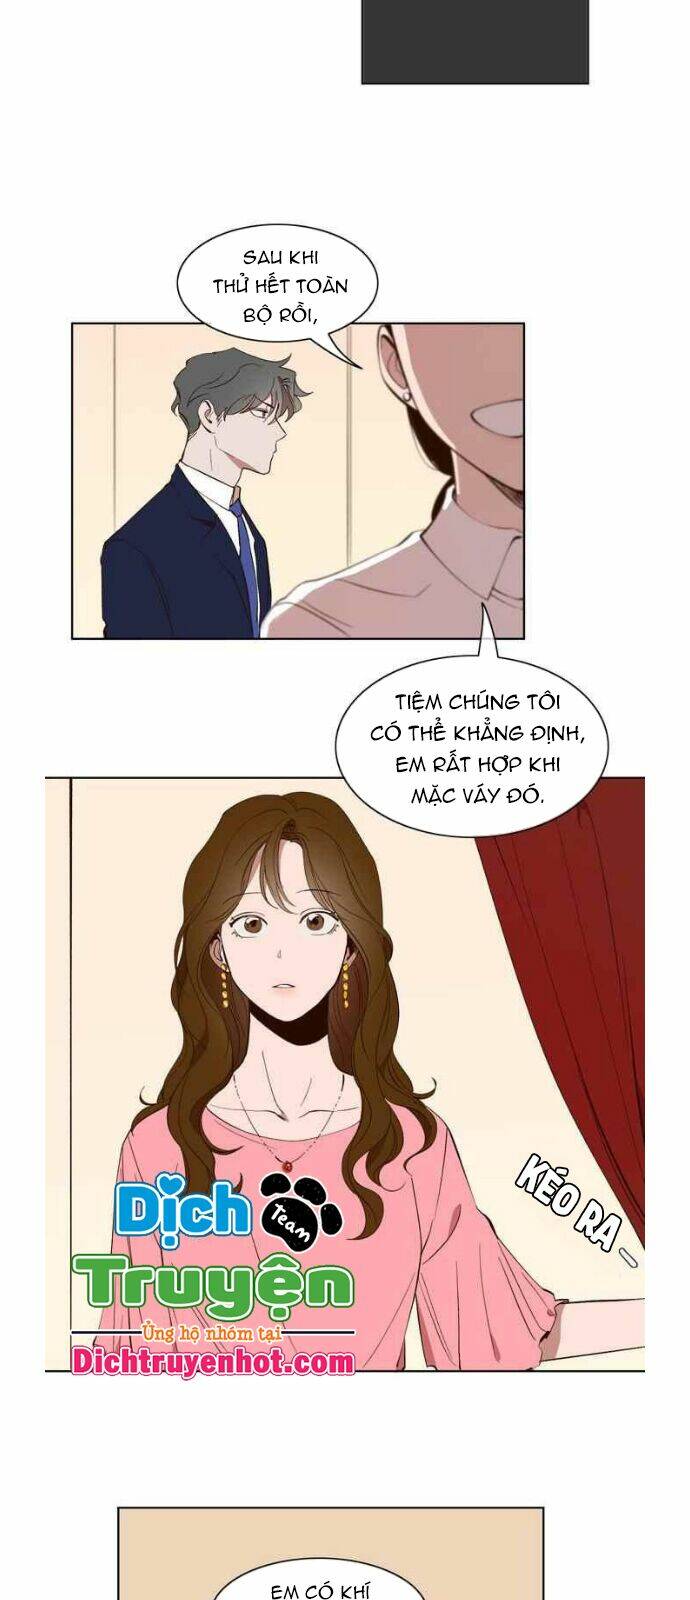 SAU KHI
THỬ HẾT TOÀN
BỘ RỒI,
TIỆM CHÚNG TÔI
CÓ THỂ KHẲNG ĐỊNH,
EM RẤT HỢP KHI
MẶC VÁY ĐÓ.
KÉO RA –
Dịch
Team
Truyện
Ủng hộ nhóm tại
Dichtruyenhot.com
EM CÓ KHÍ